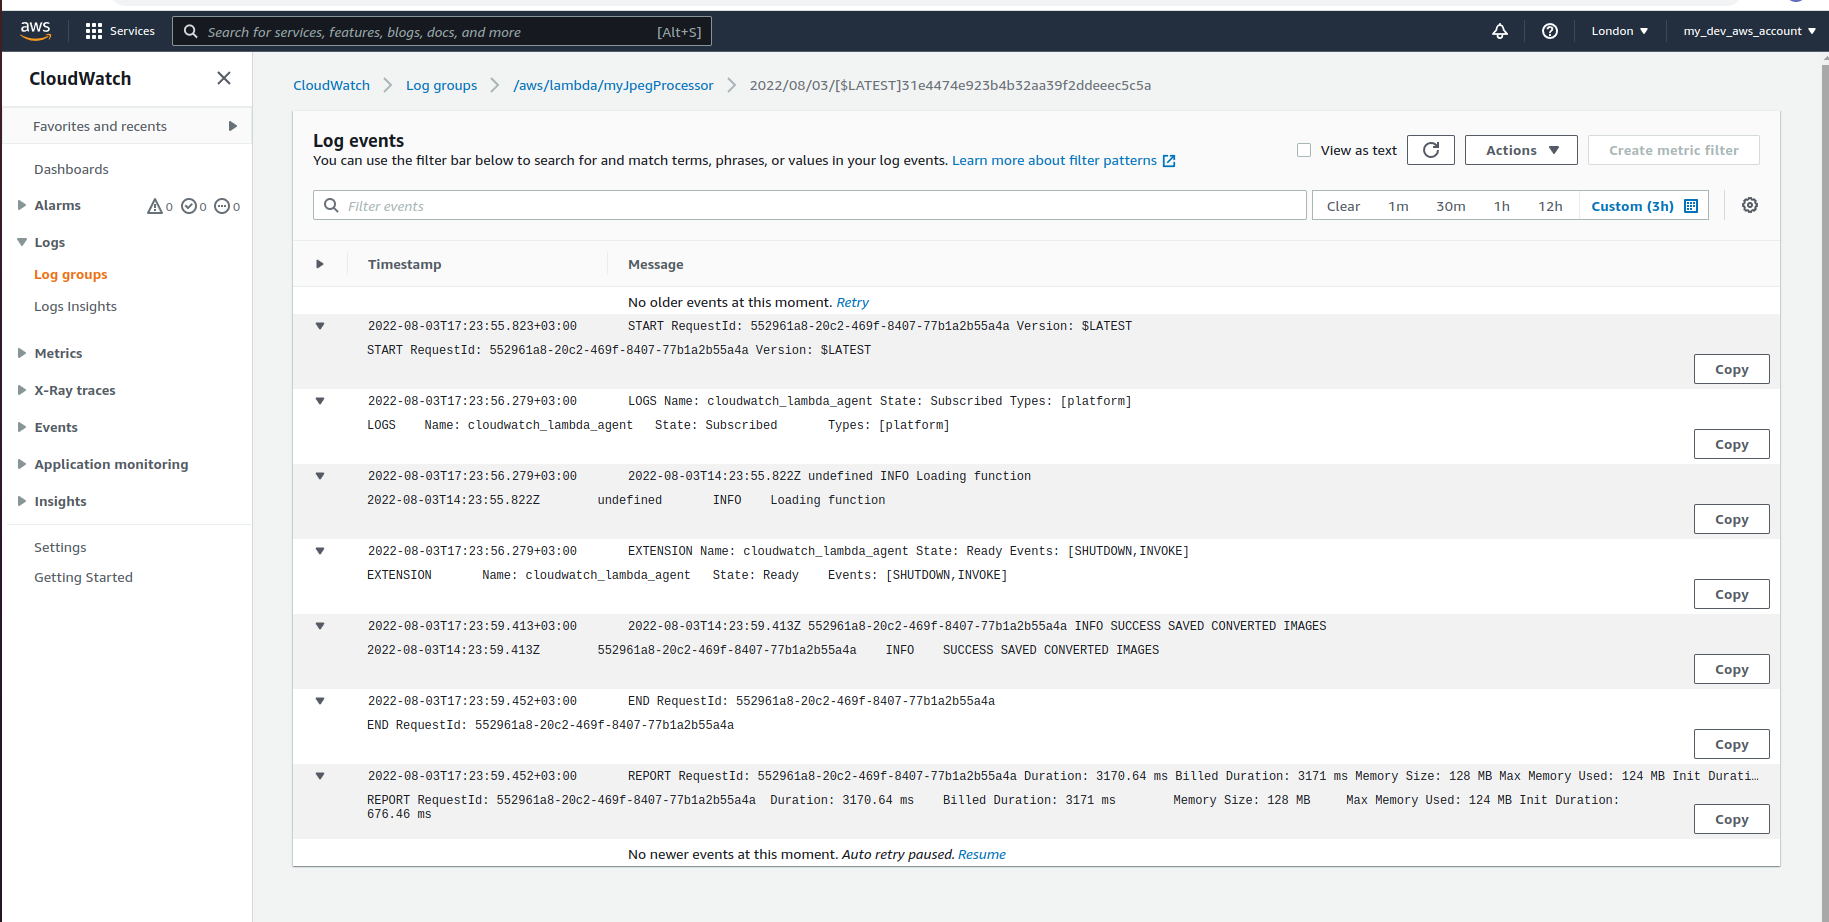 aws Services Search for services, features, blogs, docs, and more [Alt+S] London my_dev_aws_account
CloudWatch
Favorites and recents
Dashboards
Alarms 0 0 0
Logs
Log groups
Logs Insights
Metrics
X-Ray traces
Events
Application monitoring
Insights
Settings
Getting Started
CloudWatch Log groups /aws/lambda/myJpegProcessor 2022/08/03/[$LATEST]31e4474e923b4b32aa39f2ddeeec5c5a
Log events
You can use the filter bar below to search for and match terms, phrases, or values in your log events. Learn more about filter patterns
View as text Actions Create metric filter
Filter events Clear 1m 30m 1h 12h Custom (3h)
Timestamp Message
No older events at this moment. Retry
2022-08-03T17:23:55.823+03:00 START RequestId: 552961a8-20c2-469f-8407-77b1a2b55a4a Version: $LATEST
START RequestId: 552961a8-20c2-469f-8407-77b1a2b55a4a Version: $LATEST
Copy
2022-08-03T17:23:56.279+03:00 LOGS Name: cloudwatch_lambda_agent State: Subscribed Types: [platform]
LOGS Name: cloudwatch_lambda_agent State: Subscribed Types: [platform]
Copy
2022-08-03T17:23:56.279+03:00 2022-08-03T14:23:55.822Z undefined INFO Loading function
2022-08-03T14:23:55.822Z undefined INFO Loading function
Copy
2022-08-03T17:23:56.279+03:00 EXTENSION Name: cloudwatch_lambda_agent State: Ready Events: [SHUTDOWN,INVOKE]
EXTENSION Name: cloudwatch_lambda_agent State: Ready Events: [SHUTDOWN,INVOKE]
Copy
2022-08-03T17:23:59.413+03:00 2022-08-03T14:23:59.413Z 552961a8-20c2-469f-8407-77b1a2b55a4a INFO SUCCESS SAVED CONVERTED IMAGES
2022-08-03T14:23:59.413Z 552961a8-20c2-469f-8407-77b1a2b55a4a INFO SUCCESS SAVED CONVERTED IMAGES
Copy
2022-08-03T17:23:59.452+03:00 END RequestId: 552961a8-20c2-469f-8407-77b1a2b55a4a
END RequestId: 552961a8-20c2-469f-8407-77b1a2b55a4a
Copy
2022-08-03T17:23:59.452+03:00 REPORT RequestId: 552961a8-20c2-469f-8407-77b1a2b55a4a Duration: 3170.64 ms Billed Duration: 3171 ms Memory Size: 128 MB Max Memory Used: 124 MB Init Durati…
REPORT RequestId: 552961a8-20c2-469f-8407-77b1a2b55a4a Duration: 3170.64 ms Billed Duration: 3171 ms Memory Size: 128 MB Max Memory Used: 124 MB Init Duration:
676.46 ms
Copy
No newer events at this moment. Auto retry paused. Resume